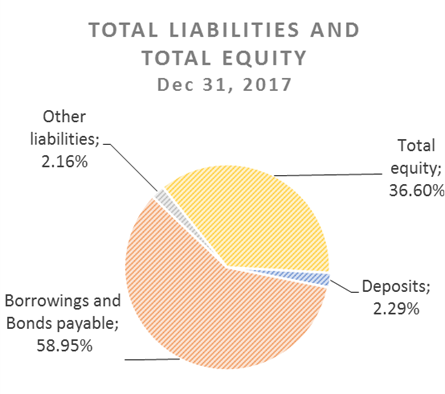 TOTAL LIABILITIES AND
TOTAL EQUITY
Dec 31, 2017
Other
liabilities;
2.16%
Total
equity;
36.60%
Deposits;
2.29%
Borrowings and
Bonds payable;
58.95%